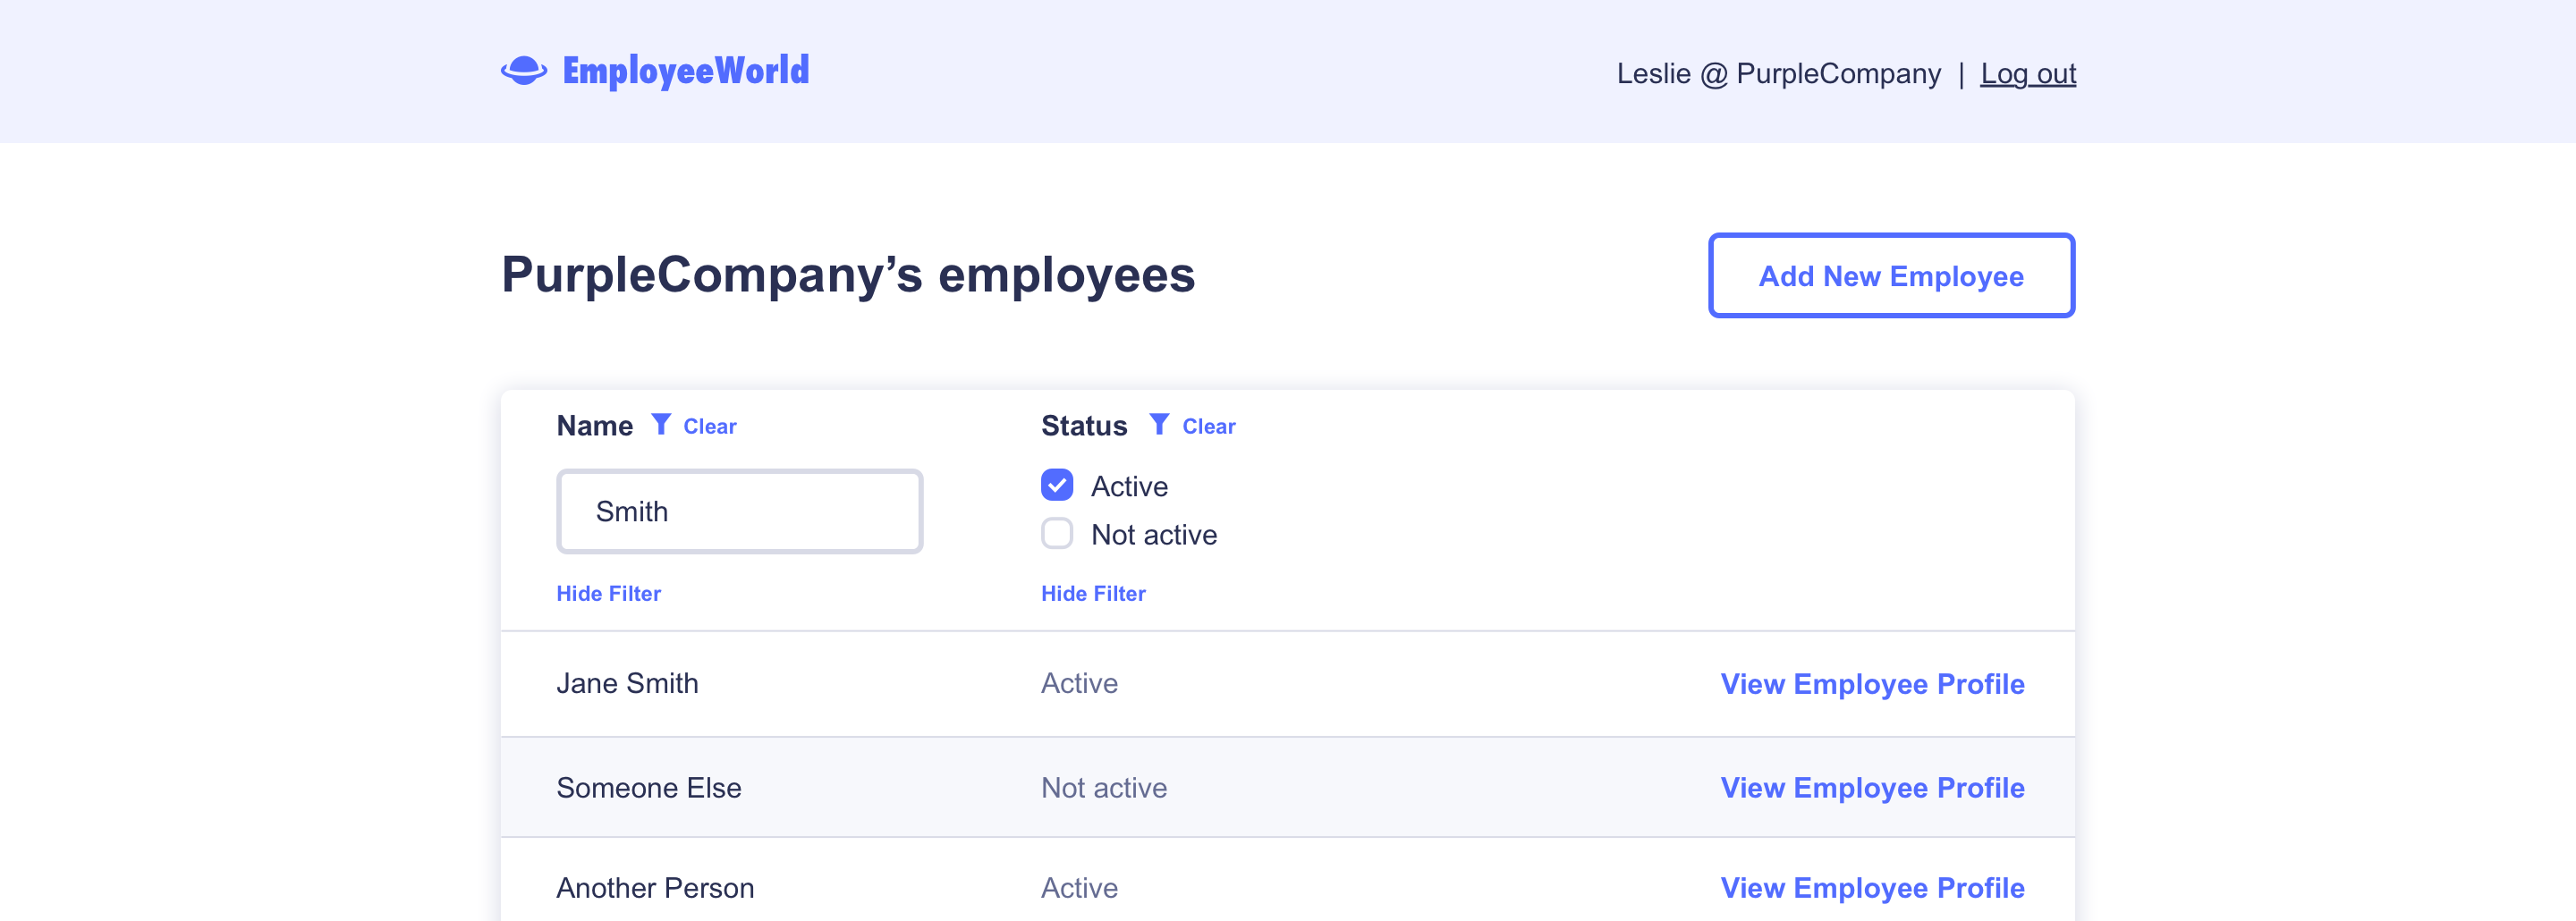 EmployeeWorld
Leslie @ PurpleCompany | Log out
PurpleCompany’s employees
Add New Employee
Name Clear
Status Clear
Smith
Active
Not active
Hide Filter
Hide Filter
Jane Smith Active View Employee Profile
Someone Else Not active View Employee Profile
Another Person Active View Employee Profile